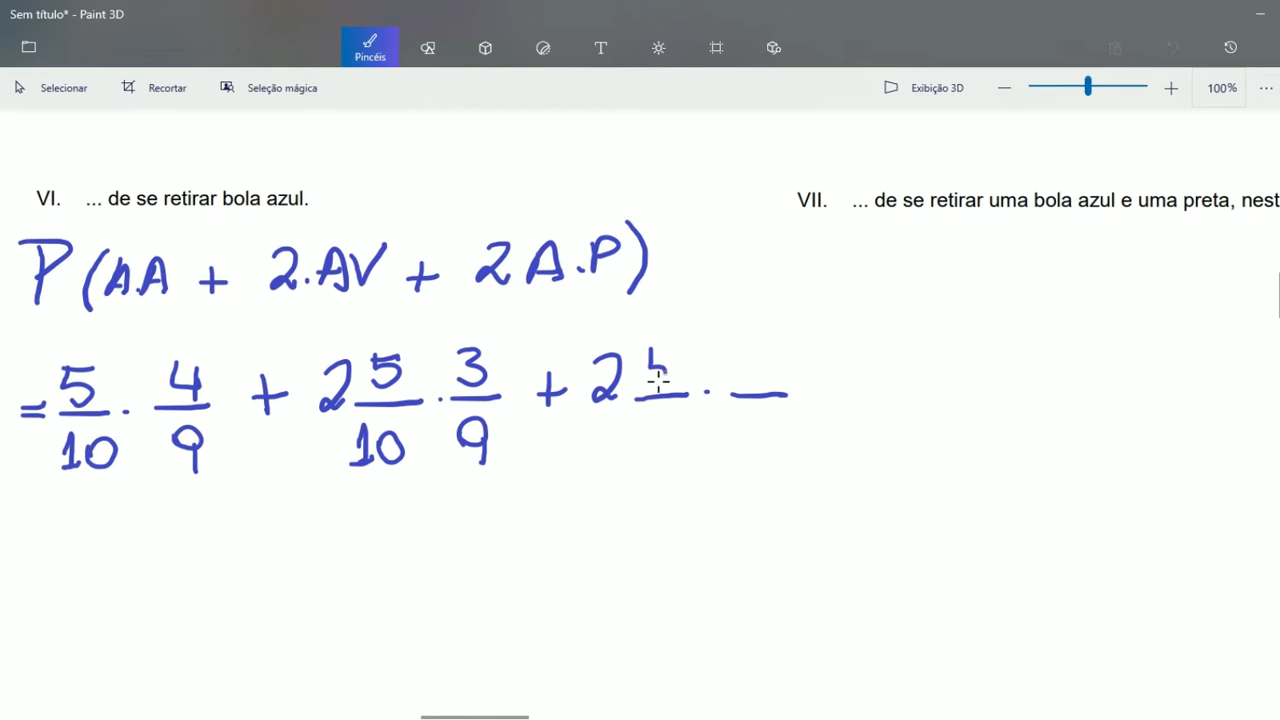 Sem título* - Paint 3D
Pincéis
Selecionar Recortar Seleção mágica Exibição 3D 100%
VI. ... de se retirar bola azul.
VII. ... de se retirar uma bola azul e uma preta, nest
P(A.A + 2.AV + 2A.P)
= 5/10 . 4/9 + 2 5/10 . 3/9 + 2 5/ . /